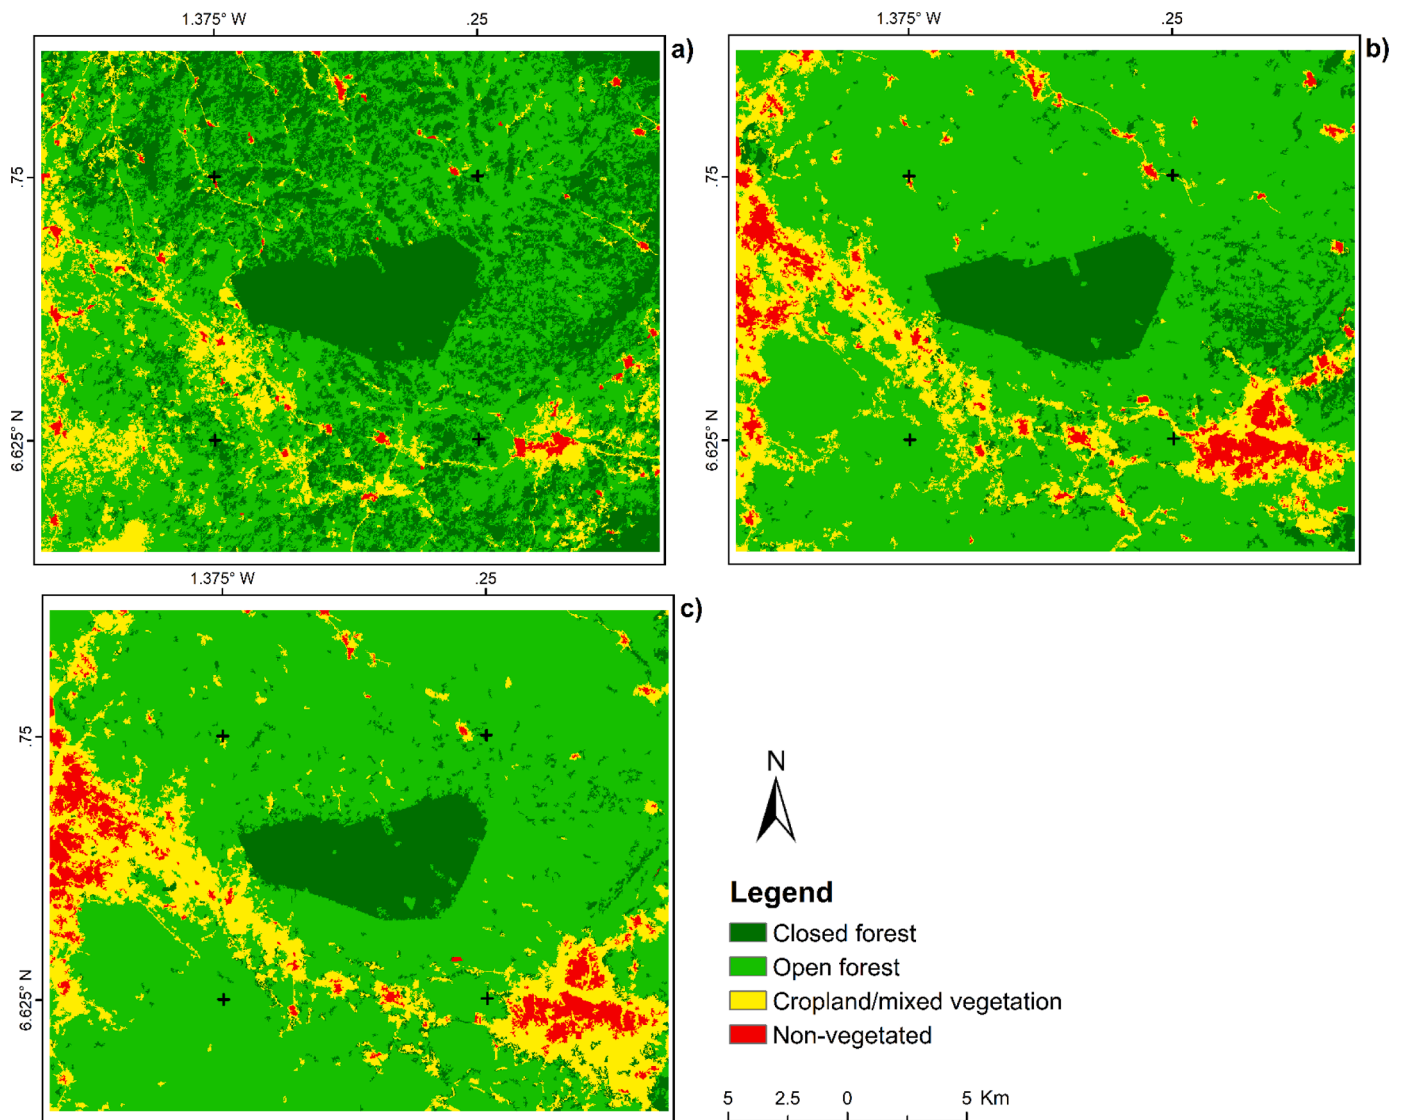 1.375° W .25
a)
.75
6.625° N
1.375° W .25
b)
.75
6.625° N
1.375° W .25
c)
.75
6.625° N
N
Legend
Closed forest
Open forest
Cropland/mixed vegetation
Non-vegetated
5 2.5 0 5 Km